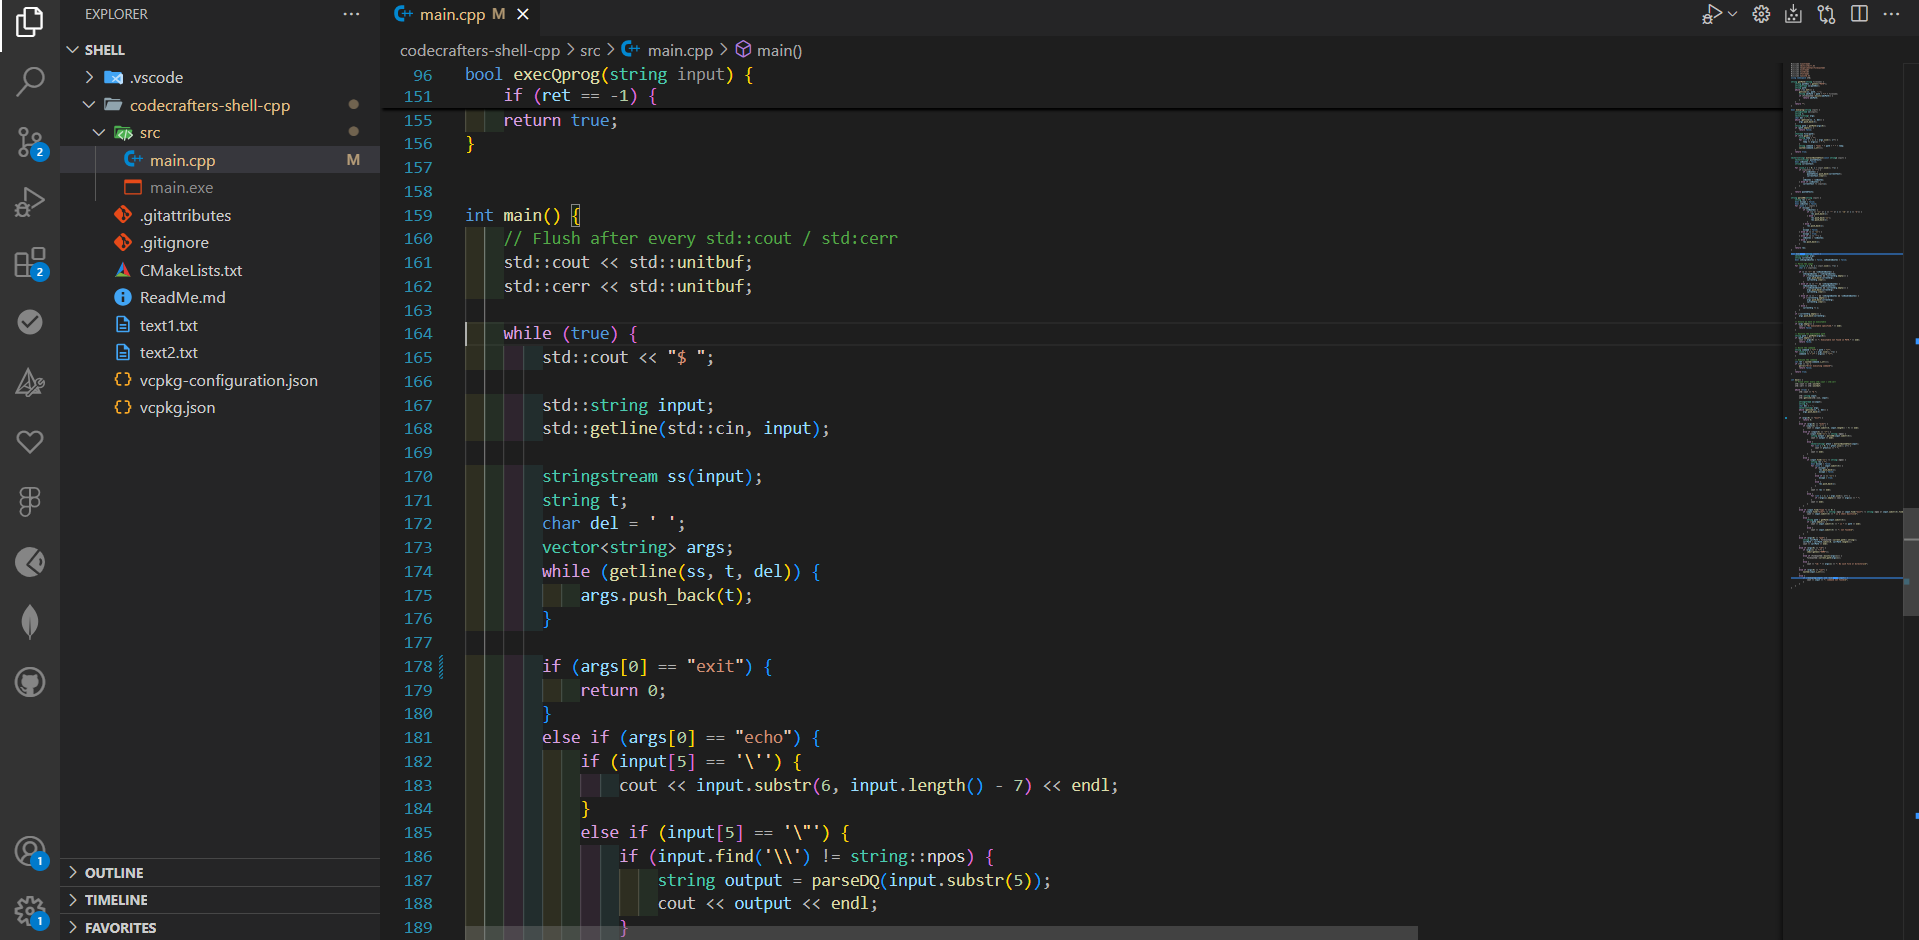 EXPLORER
SHELL
.vscode
codecrafters-shell-cpp
src
main.cpp M
main.exe
.gitattributes
.gitignore
CMakeLists.txt
ReadMe.md
text1.txt
text2.txt
vcpkg-configuration.json
vcpkg.json
OUTLINE
TIMELINE
FAVORITES
2
2
1
1
main.cpp M
codecrafters-shell-cpp > src > main.cpp > main()
96 bool execQprog(string input) {
151 if (ret == -1) {
155 return true;
156 }
157
158
159 int main() {
160 // Flush after every std::cout / std:cerr
161 std::cout << std::unitbuf;
162 std::cerr << std::unitbuf;
163
164 while (true) {
165 std::cout << "$ ";
166
167 std::string input;
168 std::getline(std::cin, input);
169
170 stringstream ss(input);
171 string t;
172 char del = ' ';
173 vector<string> args;
174 while (getline(ss, t, del)) {
175 args.push_back(t);
176 }
177
178 if (args[0] == "exit") {
179 return 0;
180 }
181 else if (args[0] == "echo") {
182 if (input[5] == '\'') {
183 cout << input.substr(6, input.length() - 7) << endl;
184 }
185 else if (input[5] == '\"') {
186 if (input.find('\\') != string::npos) {
187 string output = parseDQ(input.substr(5));
188 cout << output << endl;
189 }